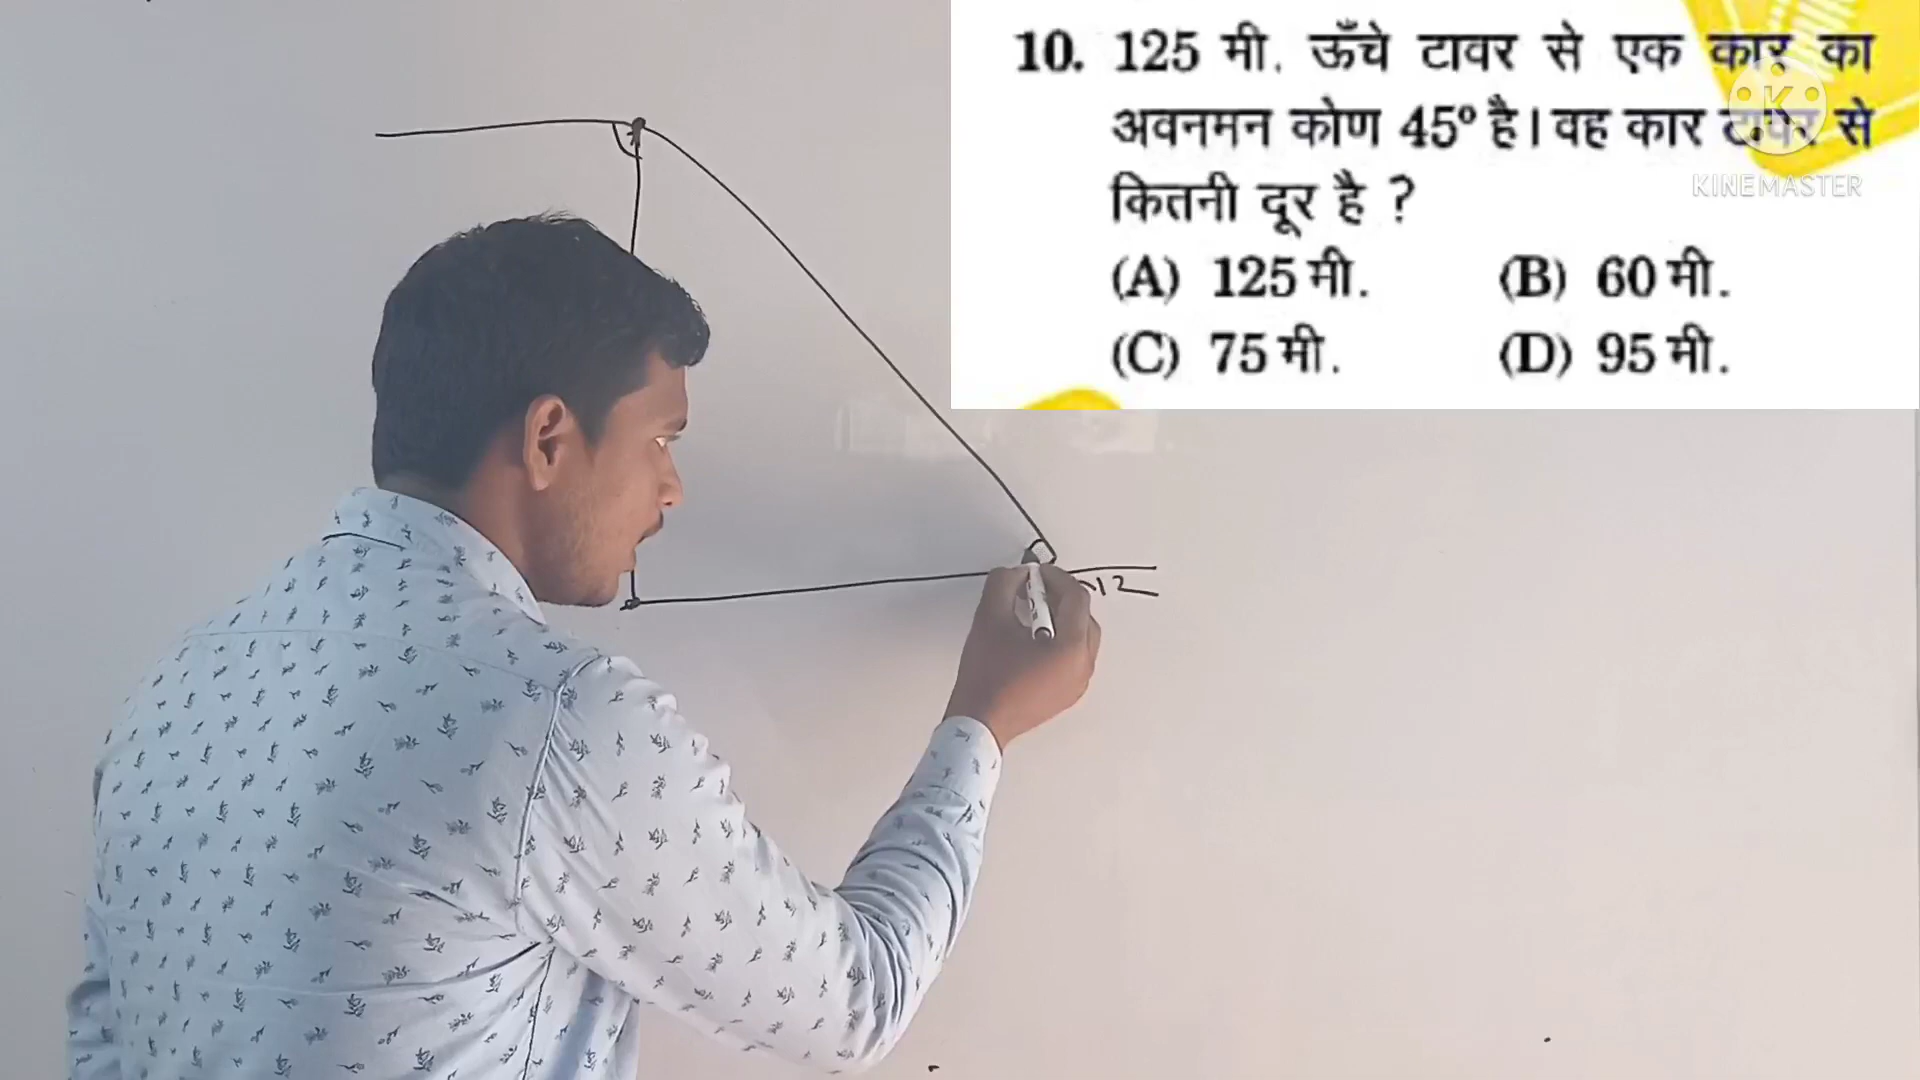 10. 125 मी. ऊँचे टावर से एक कार का
अवनमन कोण 45° है। वह कार टावर से
कितनी दूर है ?
(A) 125 मी. (B) 60 मी.
(C) 75 मी. (D) 95 मी.
KINEMASTER